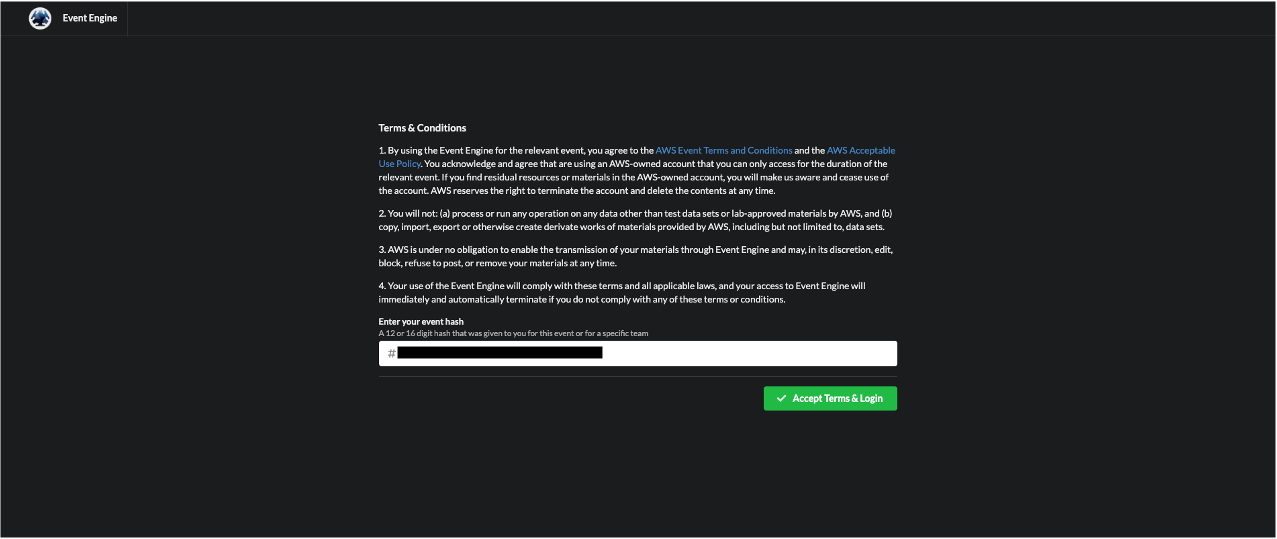 Event Engine
Terms & Conditions
1. By using the Event Engine for the relevant event, you agree to the AWS Event Terms and Conditions and the AWS Acceptable
Use Policy. You acknowledge and agree that are using an AWS-owned account that you can only access for the duration of the
relevant event. If you find residual resources or materials in the AWS-owned account, you will make us aware and cease use of
the account. AWS reserves the right to terminate the account and delete the contents at any time.
2. You will not: (a) process or run any operation on any data other than test data sets or lab-approved materials by AWS, and (b)
copy, import, export or otherwise create derivate works of materials provided by AWS, including but not limited to, data sets.
3. AWS is under no obligation to enable the transmission of your materials through Event Engine and may, in its discretion, edit,
block, refuse to post, or remove your materials at any time.
4. Your use of the Event Engine will comply with these terms and all applicable laws, and your access to Event Engine will
immediately and automatically terminate if you do not comply with any of these terms or conditions.
Enter your event hash
A 12 or 16 digit hash that was given to you for this event or for a specific team
#
Accept Terms & Login